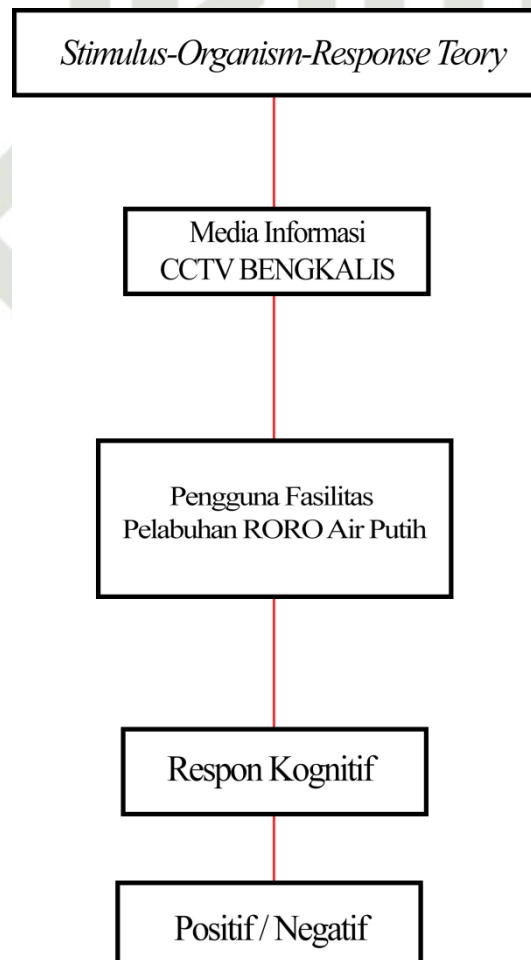 Stimulus-Organism-Response Teory
Media Informasi
CCTV BENGKALIS
Pengguna Fasilitas
Pelabuhan RORO Air Putih
Respon Kognitif
Positif / Negatif